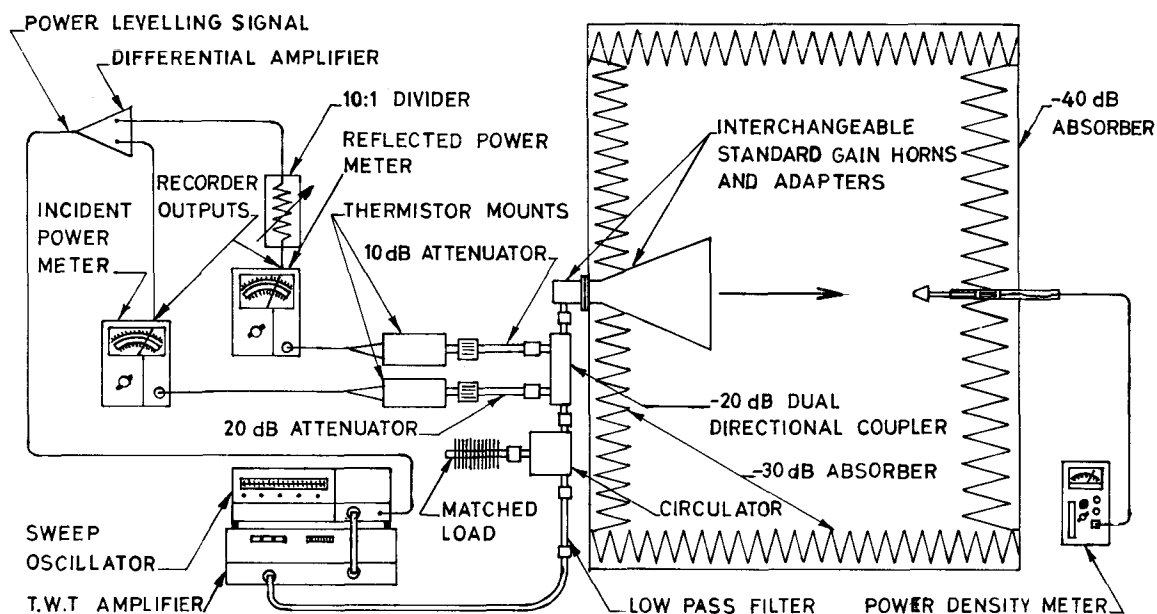 POWER LEVELLING SIGNAL
DIFFERENTIAL AMPLIFIER
10:1 DIVIDER
REFLECTED POWER
METER
RECORDER
OUTPUTS
INCIDENT
POWER
METER
THERMISTOR MOUNTS
10 dB ATTENUATOR
INTERCHANGEABLE
STANDARD GAIN HORNS
AND ADAPTERS
-40 dB
ABSORBER
20 dB ATTENUATOR
-20 dB DUAL
DIRECTIONAL COUPLER
-30 dB ABSORBER
MATCHED
LOAD
CIRCULATOR
SWEEP
OSCILLATOR
T.W.T AMPLIFIER
LOW PASS FILTER
POWER DENSITY METER